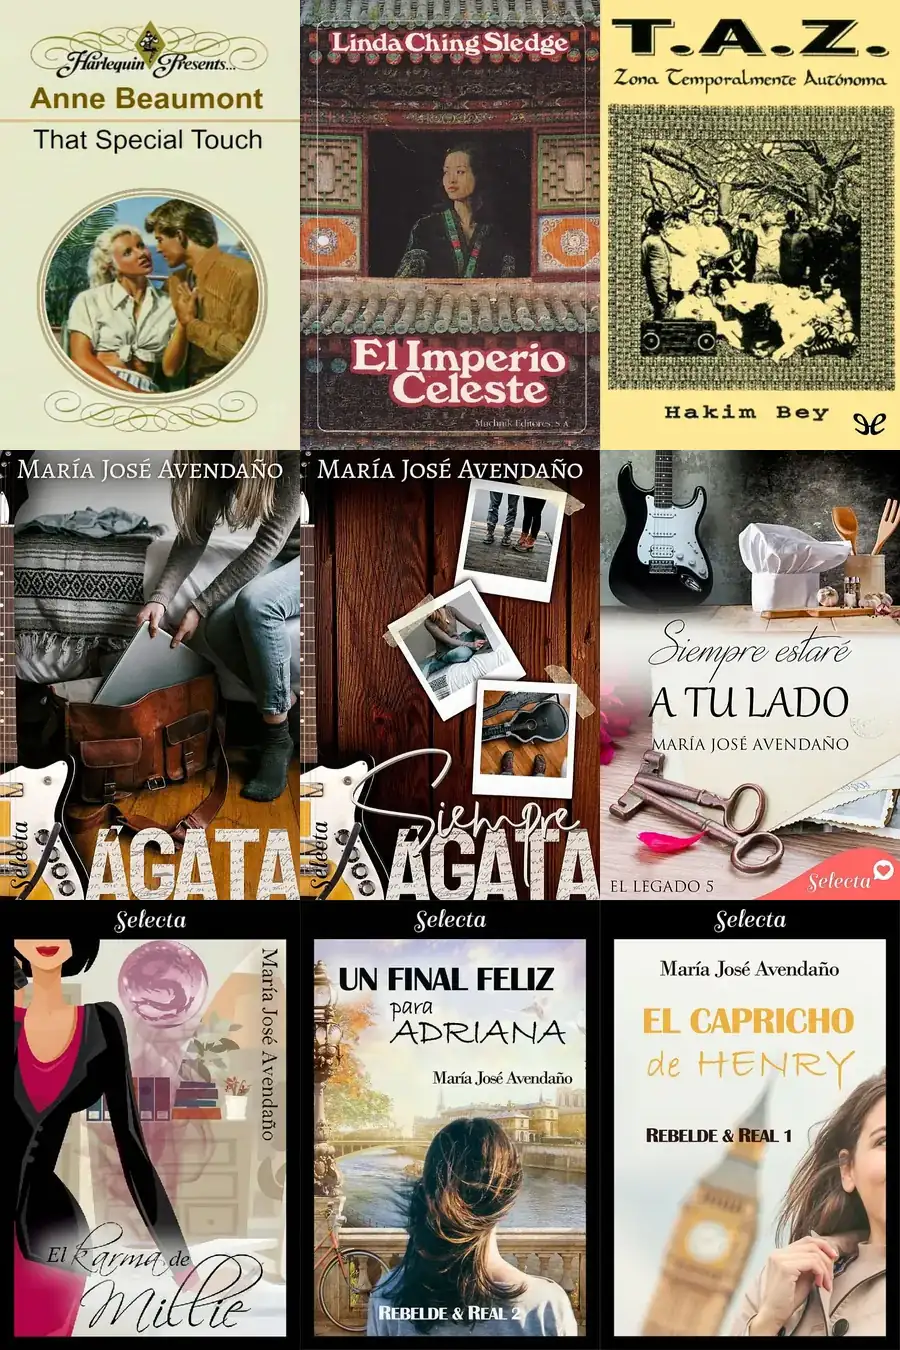 Harlequin Presents...
Anne Beaumont
That Special Touch
Linda Ching Sledge
El Imperio
Celeste
Machnik Editores. S A
T.A.Z.
Zona Temporalmente Autónoma
Hakim Bey
María José Avendaño
Selecta
ÁGATA
María José Avendaño
Selecta
Siempre
ÁGATA
Siempre estaré
A TU LADO
MARÍA JOSÉ AVENDAÑO
EL LEGADO 5
Selecta
Selecta
María José Avendaño
El karma de
Millie
Selecta
UN FINAL FELIZ
para
ADRIANA
María José Avendaño
REBELDE & REAL 2
Selecta
María José Avendaño
EL CAPRICHO
de HENRY
REBELDE & REAL 1